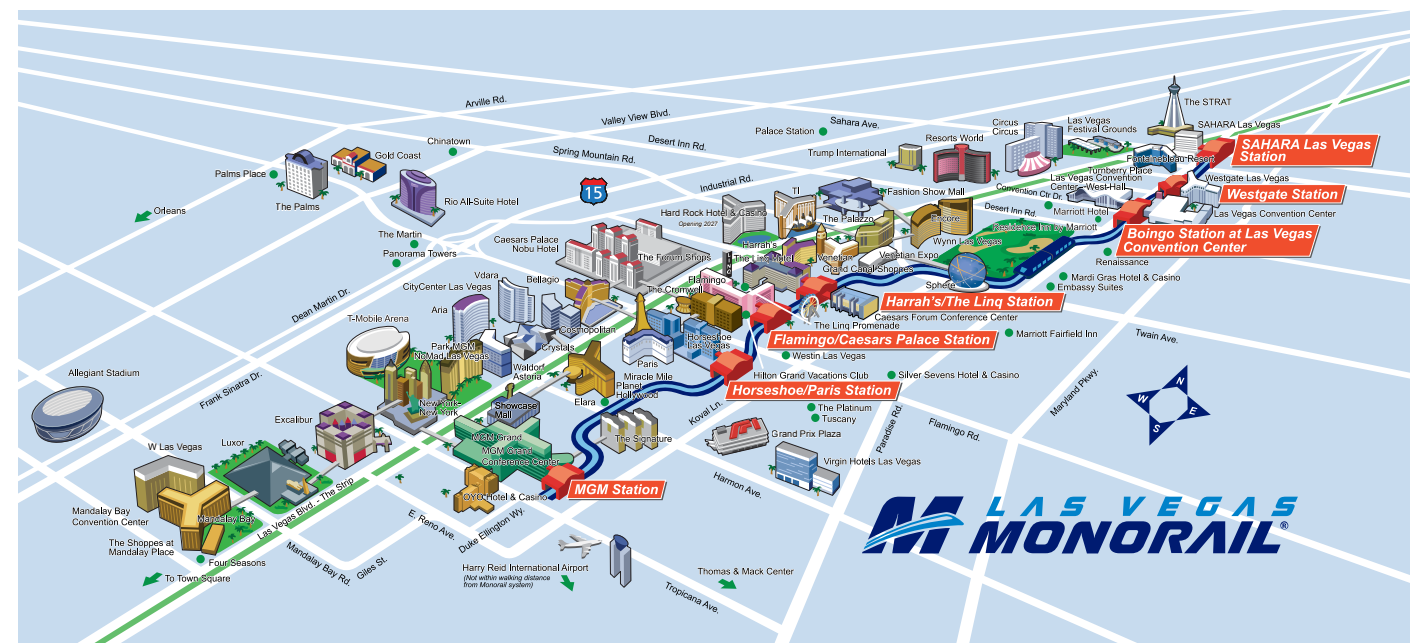 Arville Rd.
Valley View Blvd.
Sahara Ave.
Palace Station
Desert Inn Rd.
Spring Mountain Rd.
Industrial Rd.
Chinatown
Gold Coast
Palms Place
The Palms
Rio All-Suite Hotel
Orleans
The Martin
Panorama Towers
15
The STRAT
SAHARA Las Vegas
Las Vegas
Festival Grounds
Circus
Circus
Resorts World
Trump International
Fontainebleau Resort
Turnberry Place
SAHARA Las Vegas
Station
Westgate Las Vegas
Westgate Station
Las Vegas Convention
Center - West Hall
Convention Ctr Dr.
Las Vegas Convention Center
Marriott Hotel
Boingo Station at Las Vegas
Convention Center
Desert Inn Rd.
Residence Inn by Marriott
Renaissance
Mardi Gras Hotel & Casino
Embassy Suites
Fashion Show Mall
TI
Hard Rock Hotel & Casino
Opening 2027
The Palazzo
Encore
Wynn Las Vegas
Venetian Expo
Venetian
Grand Canal Shoppes
Sphere
Harrah's
The Linq Hotel
Harrah's/The Linq Station
Caesars Forum Conference Center
The Linq Promenade
Caesars Palace
Nobu Hotel
The Forum Shops
Flamingo
The Cromwell
Flamingo/Caesars Palace Station
Marriott Fairfield Inn
Twain Ave.
Westin Las Vegas
Hilton Grand Vacations Club
Silver Sevens Hotel & Casino
Horseshoe
Las Vegas
Horseshoe/Paris Station
Vdara
Bellagio
CityCenter Las Vegas
Aria
Cosmopolitan
Crystals
Paris
Miracle Mile
Planet
Hollywood
Elara
Waldorf
Astoria
Dean Martin Dr.
T-Mobile Arena
Park MGM
NoMad Las Vegas
New York-
New York
Allegiant Stadium
Frank Sinatra Dr.
Excalibur
Showcase
Mall
MGM Grand
MGM Grand
Conference Center
The Signature
MGM Station
OYO Hotel & Casino
Koval Ln.
The Platinum
Tuscany
Grand Prix Plaza
Virgin Hotels Las Vegas
Paradise Rd.
Flamingo Rd.
Maryland Pkwy.
Harmon Ave.
N
W
E
S
W Las Vegas
Luxor
Mandalay Bay
Convention Center
Mandalay Bay
Las Vegas Blvd. - The Strip
The Shoppes at
Mandalay Place
Four Seasons
To Town Square
Mandalay Bay Rd.
Giles St.
E. Reno Ave.
Duke Ellington Wy.
Harry Reid International Airport
(Not within walking distance
from Monorail system)
Tropicana Ave.
Thomas & Mack Center
LAS VEGAS
MONORAIL®